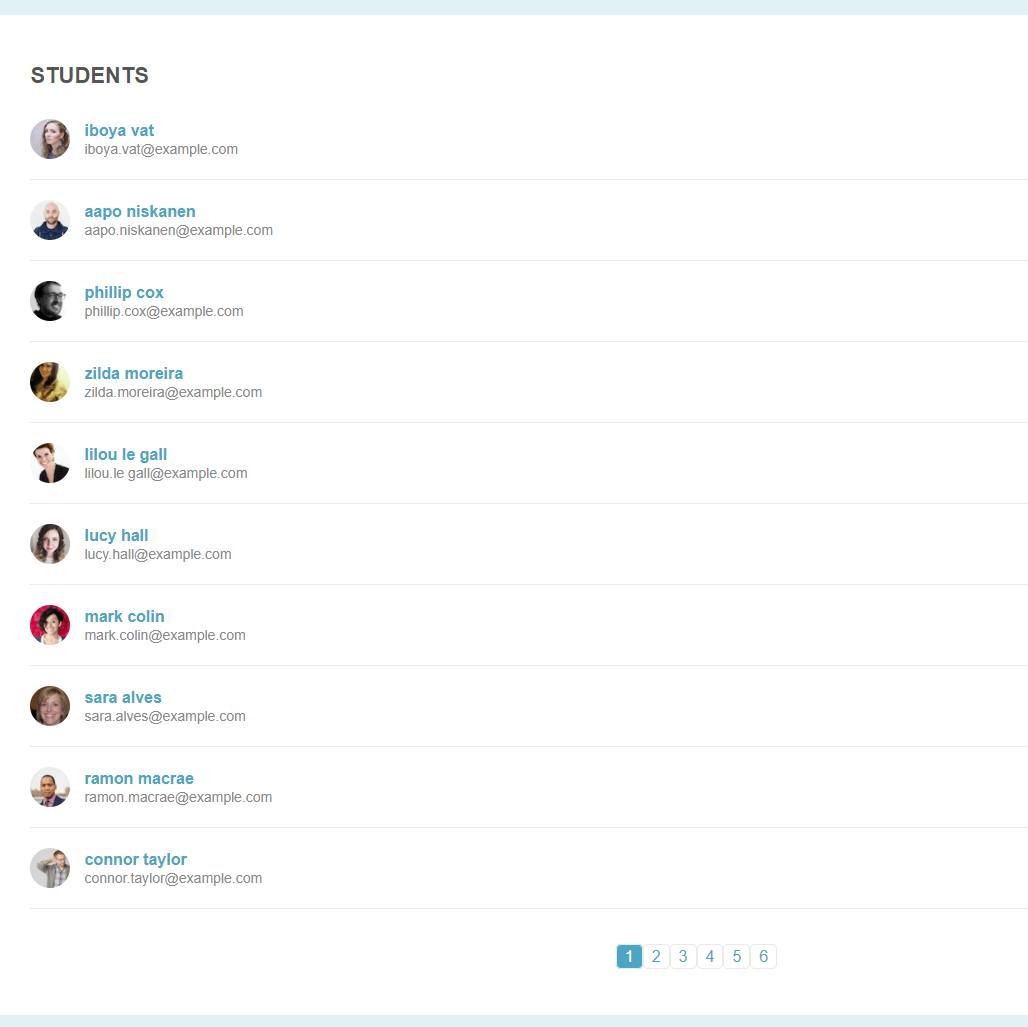 STUDENTS
iboya vat
iboya.vat@example.com
aapo niskanen
aapo.niskanen@example.com
phillip cox
phillip.cox@example.com
zilda moreira
zilda.moreira@example.com
lilou le gall
lilou.le gall@example.com
lucy hall
lucy.hall@example.com
mark colin
mark.colin@example.com
sara alves
sara.alves@example.com
ramon macrae
ramon.macrae@example.com
connor taylor
connor.taylor@example.com
1 2 3 4 5 6